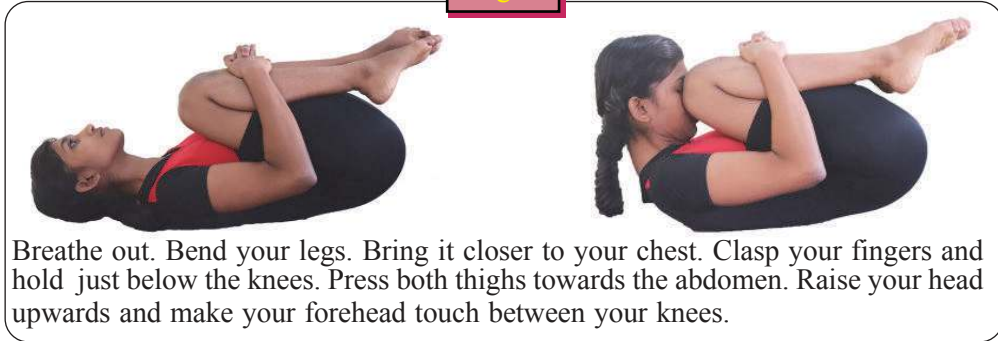 Breathe out. Bend your legs. Bring it closer to your chest. Clasp your fingers and
hold just below the knees. Press both thighs towards the abdomen. Raise your head
upwards and make your forehead touch between your knees.